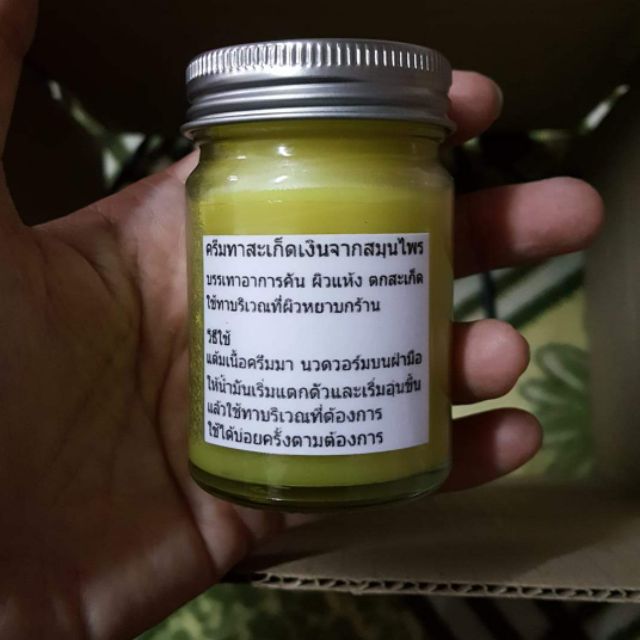 ครีมทาสะเก็ดเงินจากสมุนไพร
บรรเทาอาการคัน ผิวแห้ง ตกสะเก็ด
ใช้ทาบริเวณที่ผิวหยาบกร้าน
วิธีใช้
แต้มเนื้อครีมมา นวดวอร์มบนฝ่ามือ
ให้น้ำมันเริ่มแตกตัวและเริ่มอุ่นขึ้น
แล้วใช้ทาบริเวณที่ต้องการ
ใช้ได้บ่อยครั้งตามต้องการ